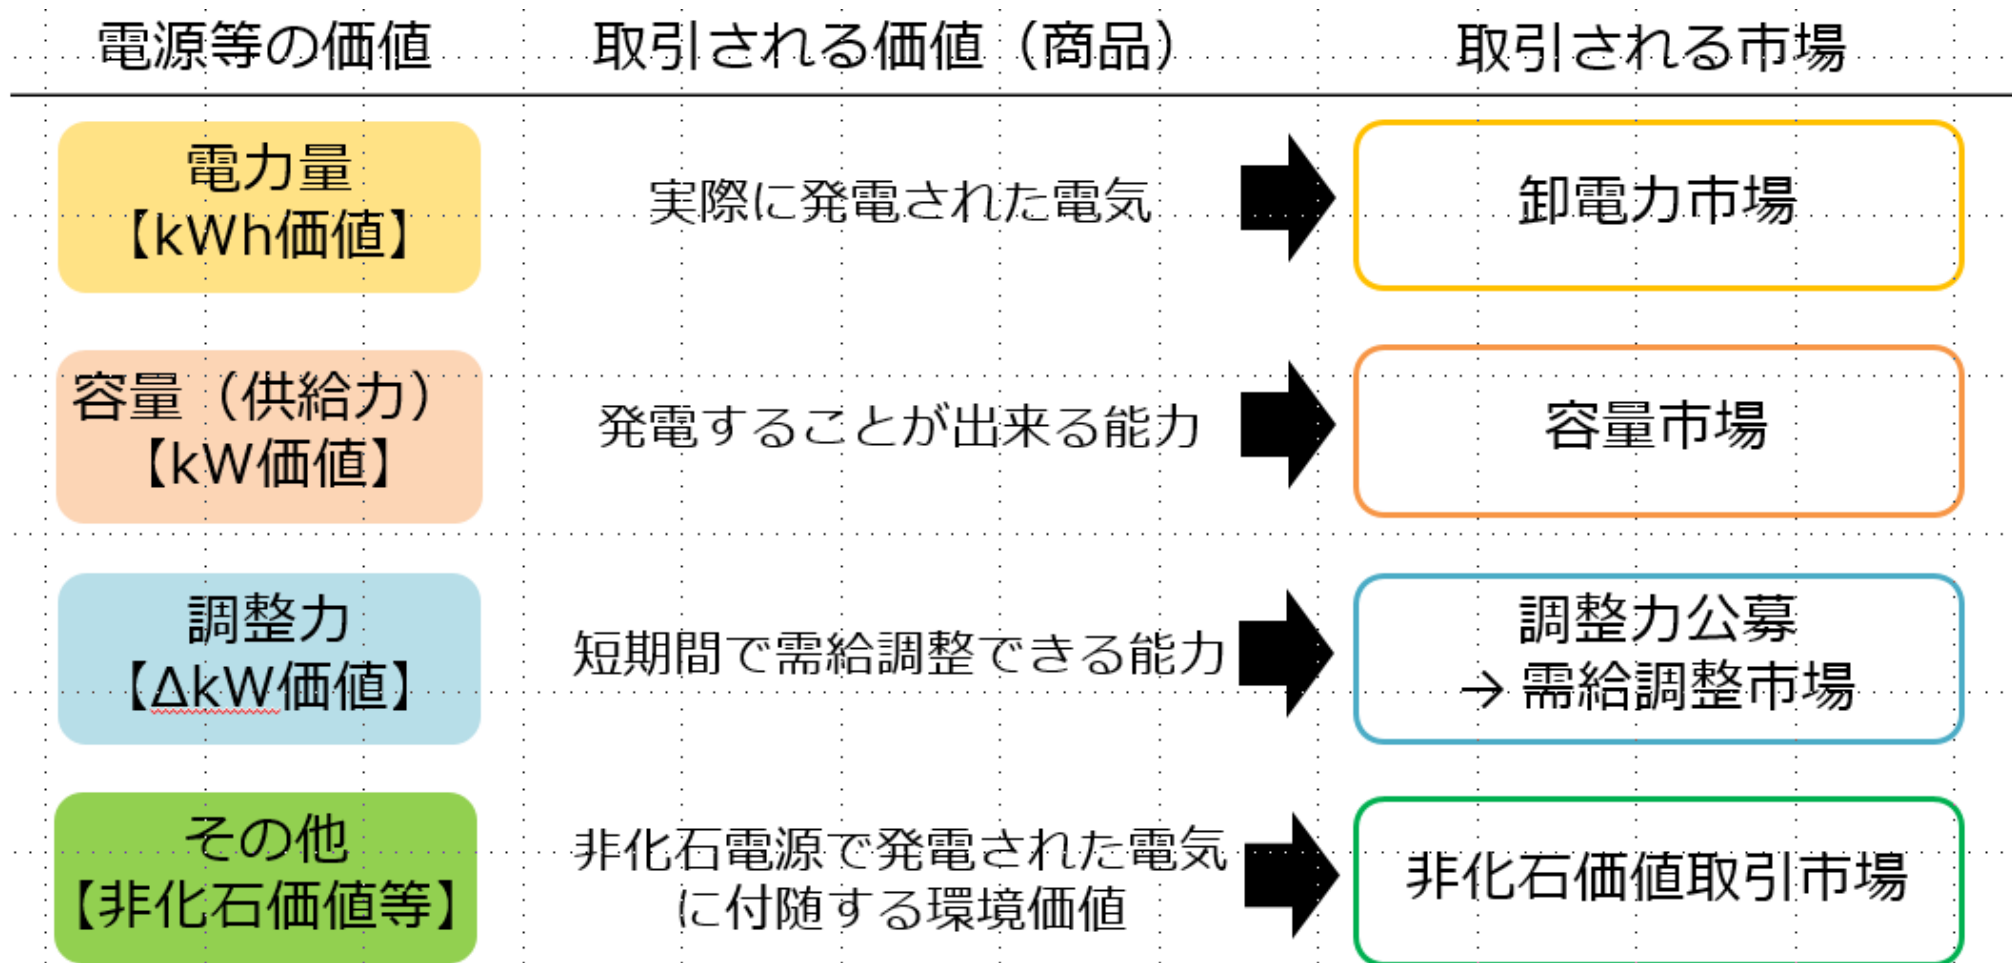 電源等の価値
取引される価値（商品）
取引される市場
電力量
【kWh価値】
実際に発電された電気
卸電力市場
容量（供給力）
【kW価値】
発電することが出来る能力
容量市場
調整力
【ΔkW価値】
短期間で需給調整できる能力
調整力公募
→ 需給調整市場
その他
【非化石価値等】
非化石電源で発電された電気
に付随する環境価値
非化石価値取引市場